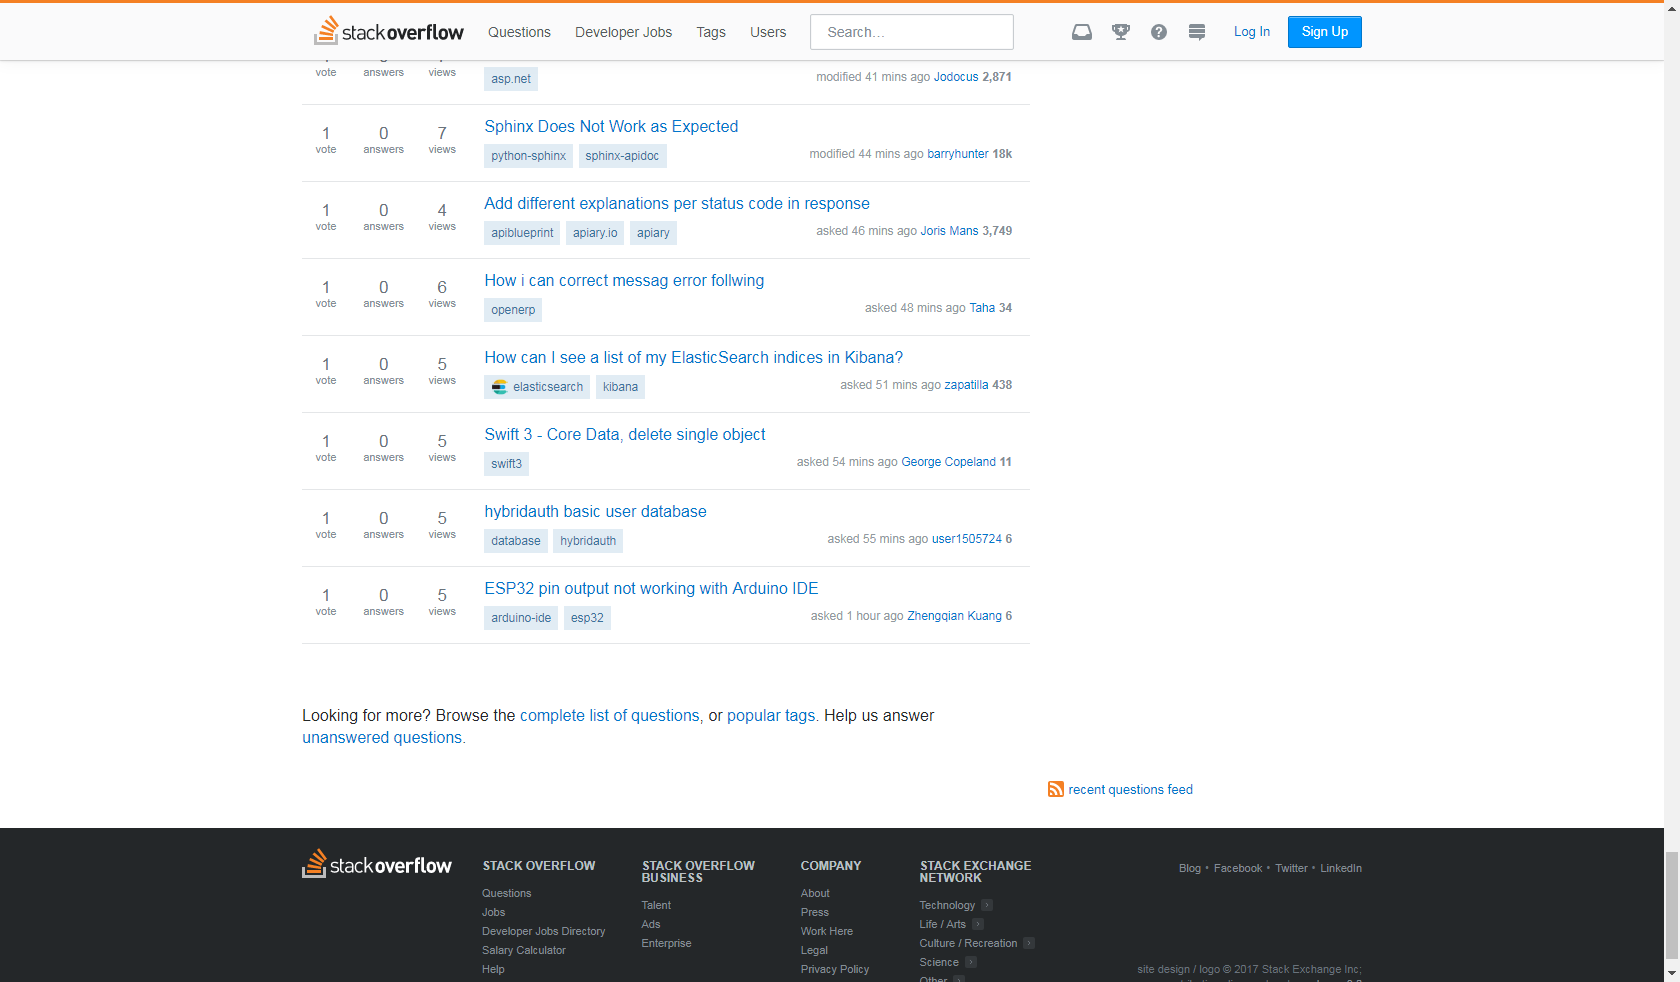 stackoverflow Questions Developer Jobs Tags Users Search... Log In Sign Up
vote answers views
asp.net modified 41 mins ago Jodocus 2,871
1 vote 0 answers 7 views
Sphinx Does Not Work as Expected
python-sphinx sphinx-apidoc modified 44 mins ago barryhunter 18k
1 vote 0 answers 4 views
Add different explanations per status code in response
apiblueprint apiary.io apiary asked 46 mins ago Joris Mans 3,749
1 vote 0 answers 6 views
How i can correct messag error follwing
openerp asked 48 mins ago Taha 34
1 vote 0 answers 5 views
How can I see a list of my ElasticSearch indices in Kibana?
elasticsearch kibana asked 51 mins ago zapatilla 438
1 vote 0 answers 5 views
Swift 3 - Core Data, delete single object
swift3 asked 54 mins ago George Copeland 11
1 vote 0 answers 5 views
hybridauth basic user database
database hybridauth asked 55 mins ago user1505724 6
1 vote 0 answers 5 views
ESP32 pin output not working with Arduino IDE
arduino-ide esp32 asked 1 hour ago Zhengqian Kuang 6
Looking for more? Browse the complete list of questions, or popular tags. Help us answer
unanswered questions.
recent questions feed
stackoverflow
STACK OVERFLOW
Questions
Jobs
Developer Jobs Directory
Salary Calculator
Help
STACK OVERFLOW
BUSINESS
Talent
Ads
Enterprise
COMPANY
About
Press
Work Here
Legal
Privacy Policy
STACK EXCHANGE
NETWORK
Technology
Life / Arts
Culture / Recreation
Science
Other
Blog • Facebook • Twitter • LinkedIn
site design / logo © 2017 Stack Exchange Inc;